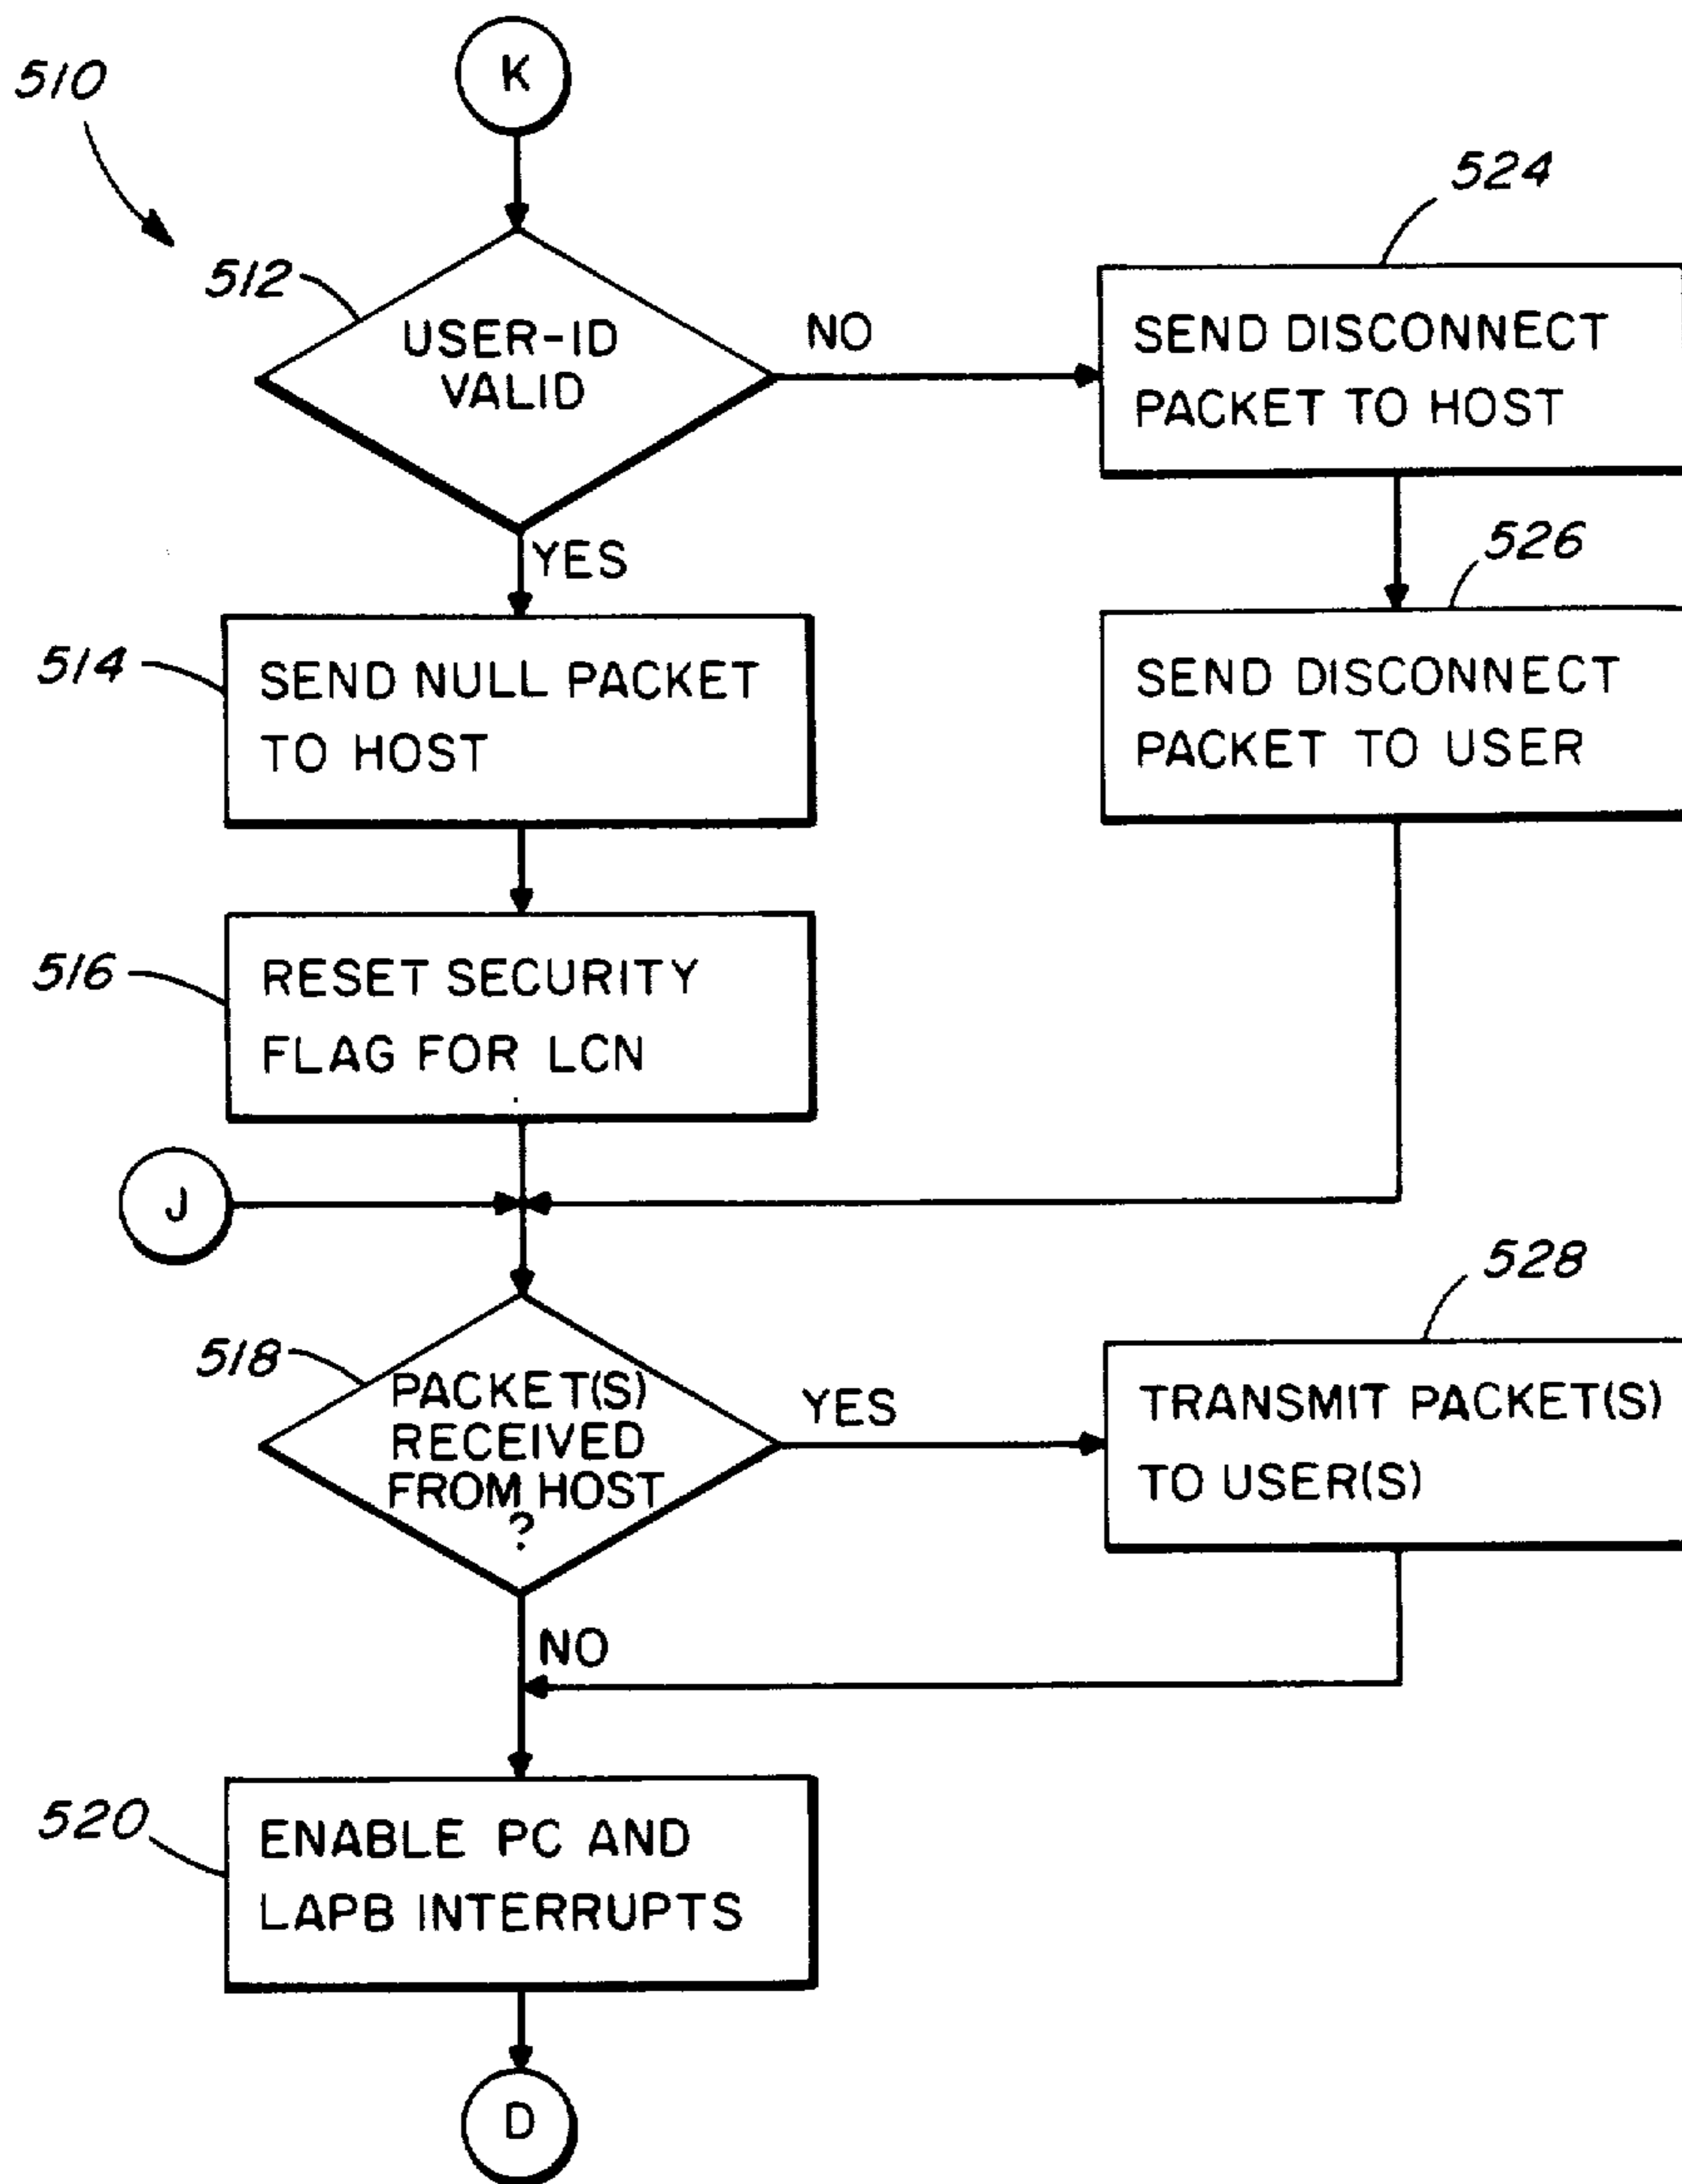 510
K
524
512
USER-ID
VALID
NO
SEND DISCONNECT
PACKET TO HOST
YES
526
514
SEND NULL PACKET
TO HOST
SEND DISCONNECT
PACKET TO USER
516
RESET SECURITY
FLAG FOR LCN
J
528
518
PACKET(S)
RECEIVED
FROM HOST
?
YES
TRANSMIT PACKET(S)
TO USER(S)
NO
520
ENABLE PC AND
LAPB INTERRUPTS
D